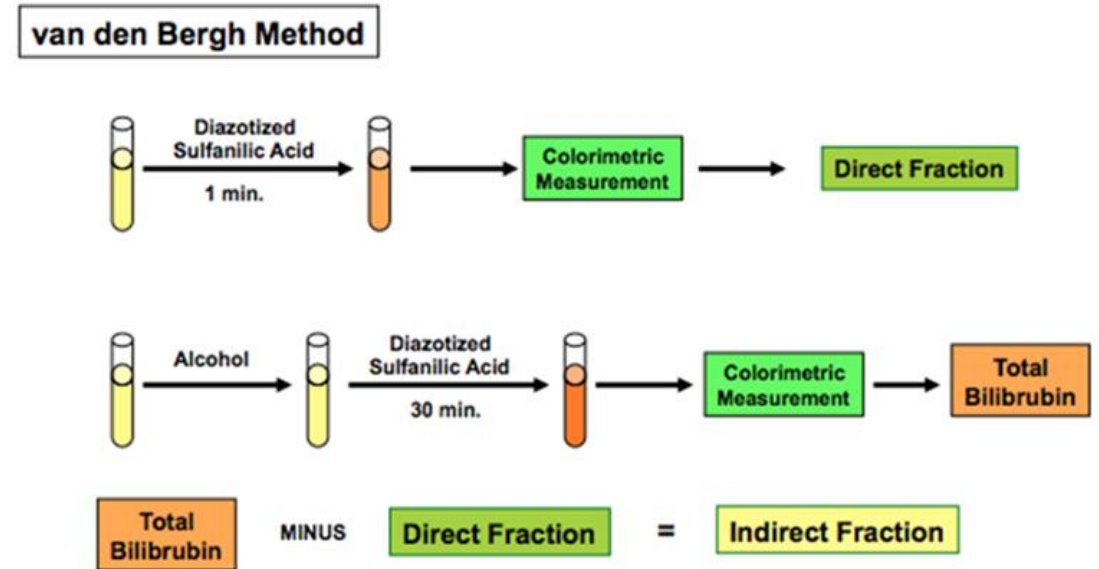 van den Bergh Method
Diazotized
Sulfanilic Acid
1 min.
Colorimetric
Measurement
Direct Fraction
Alcohol
Diazotized
Sulfanilic Acid
30 min.
Colorimetric
Measurement
Total
Bilibrubin
Total
Bilibrubin
MINUS
Direct Fraction
=
Indirect Fraction